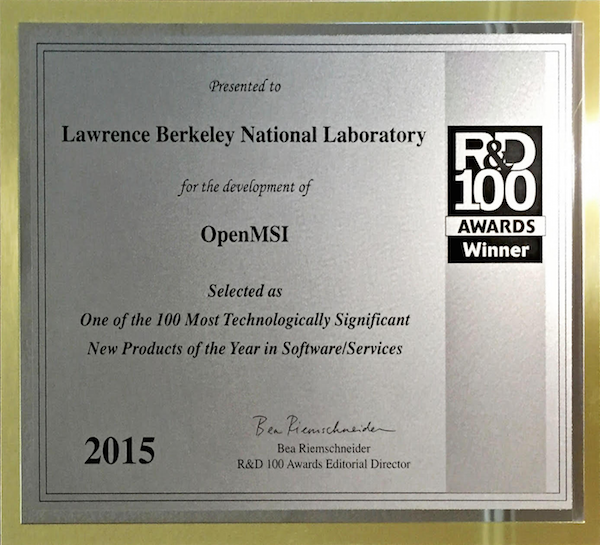 Presented to
Lawrence Berkeley National Laboratory
for the development of
OpenMSI
Selected as
One of the 100 Most Technologically Significant
New Products of the Year in Software/Services
2015
Bea Riemschneider
Bea Riemschneider
R&D 100 Awards Editorial Director
R&D
100
AWARDS
Winner